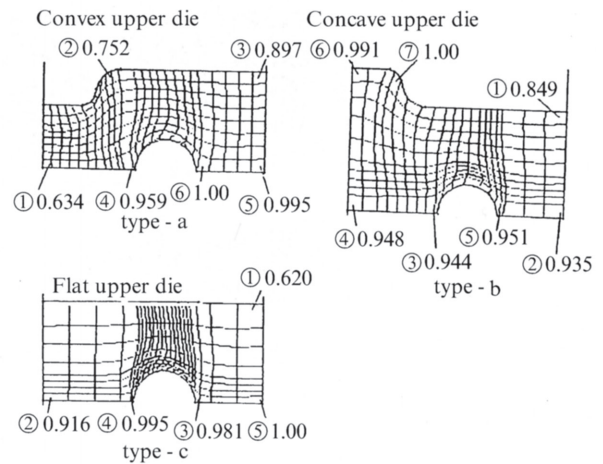 Convex upper die
② 0.752
③ 0.897
① 0.634 ④ 0.959 ⑥ 1.00
⑤ 0.995
type - a
Concave upper die
⑥ 0.991 ⑦ 1.00
① 0.849
④ 0.948 ⑤ 0.951
③ 0.944 ② 0.935
type - b
Flat upper die
① 0.620
② 0.916 ④ 0.995 ③ 0.981 ⑤ 1.00
type - c